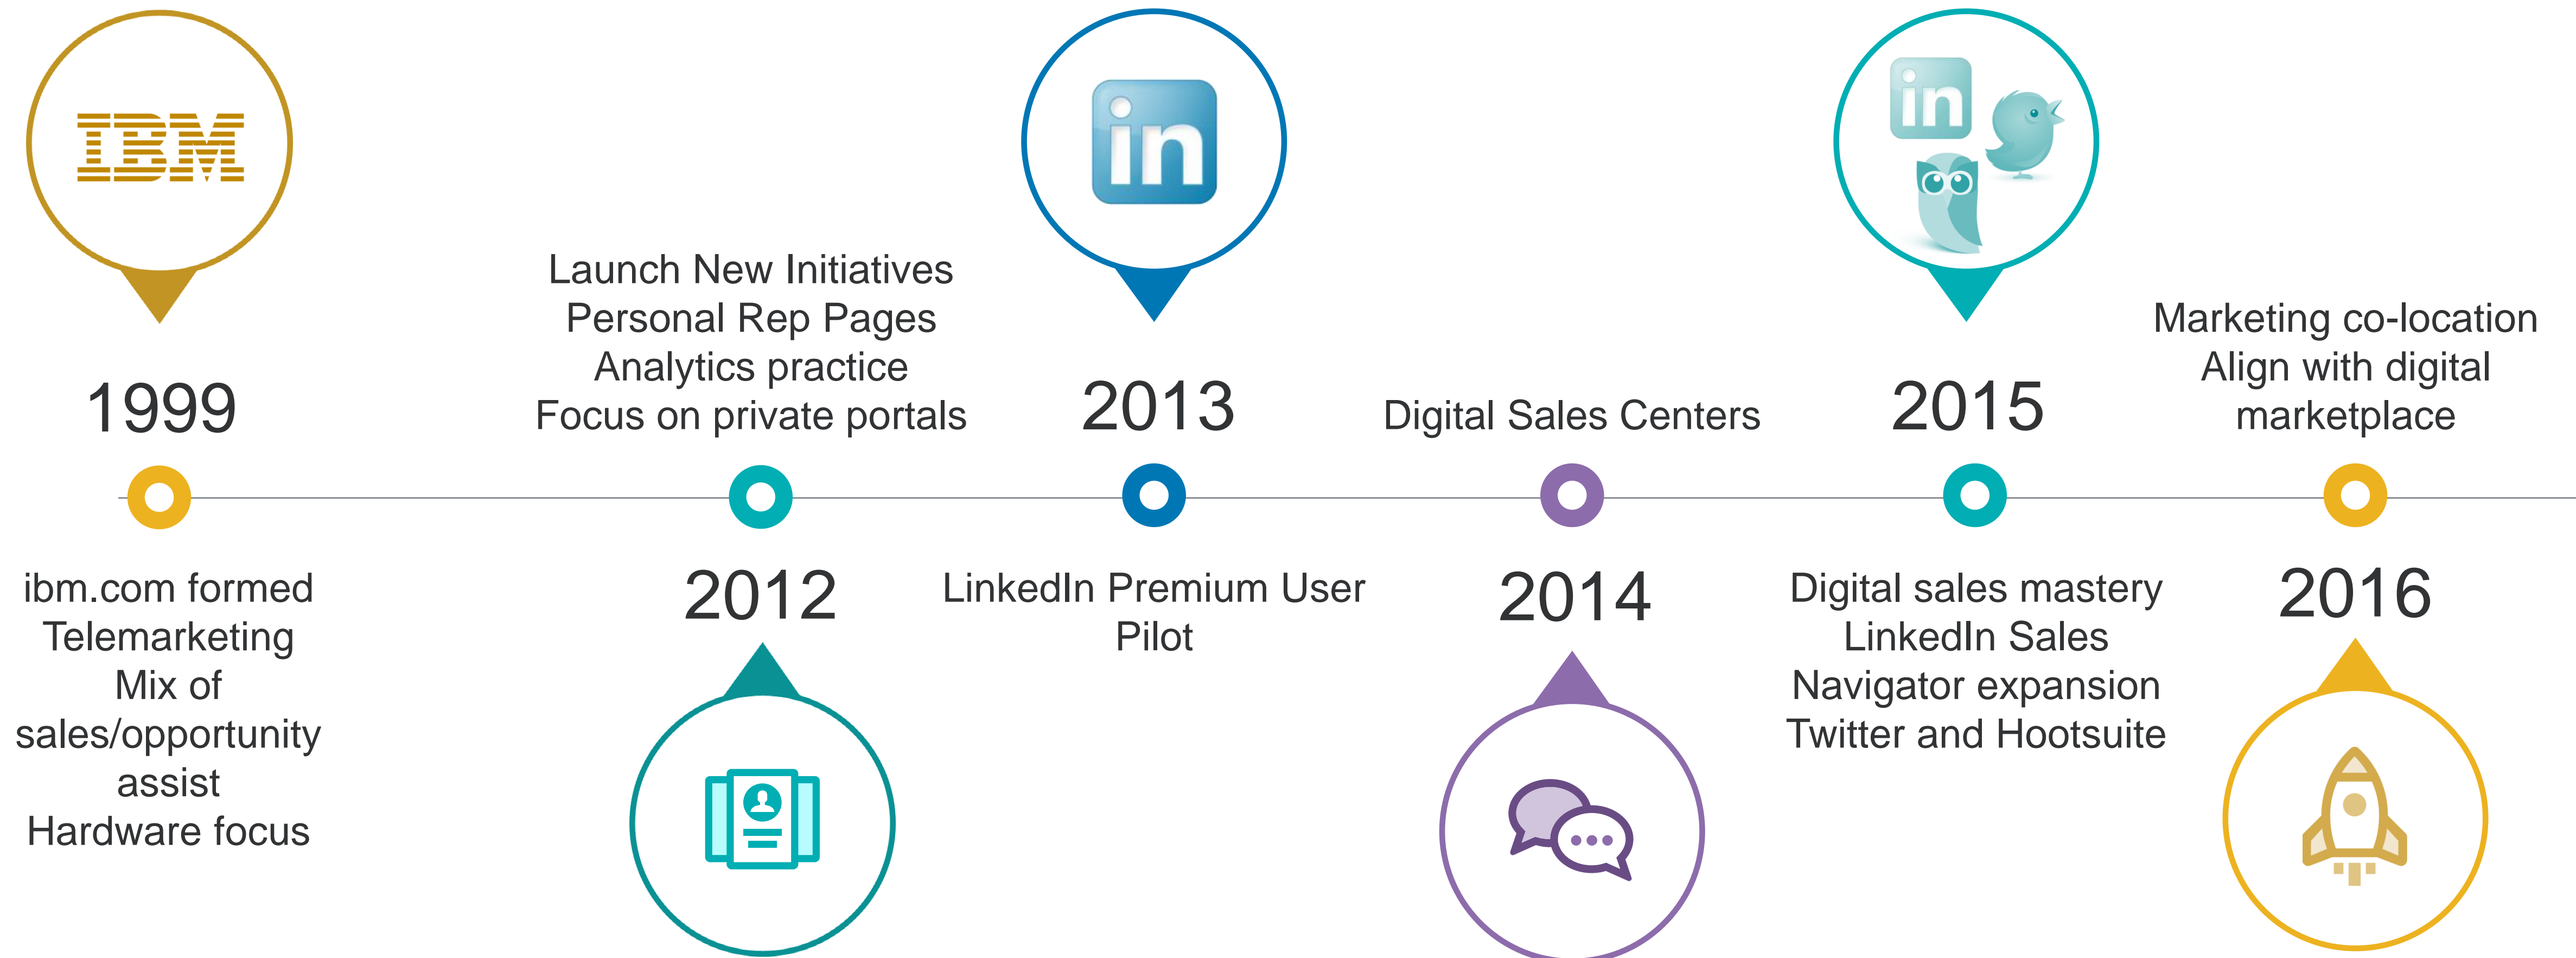 IBM
1999
ibm.com formed
Telemarketing
Mix of
sales/opportunity
assist
Hardware focus
Launch New Initiatives
Personal Rep Pages
Analytics practice
Focus on private portals
2012
in
2013
LinkedIn Premium User
Pilot
Digital Sales Centers
2014
in
2015
Digital sales mastery
LinkedIn Sales
Navigator expansion
Twitter and Hootsuite
Marketing co-location
Align with digital
marketplace
2016